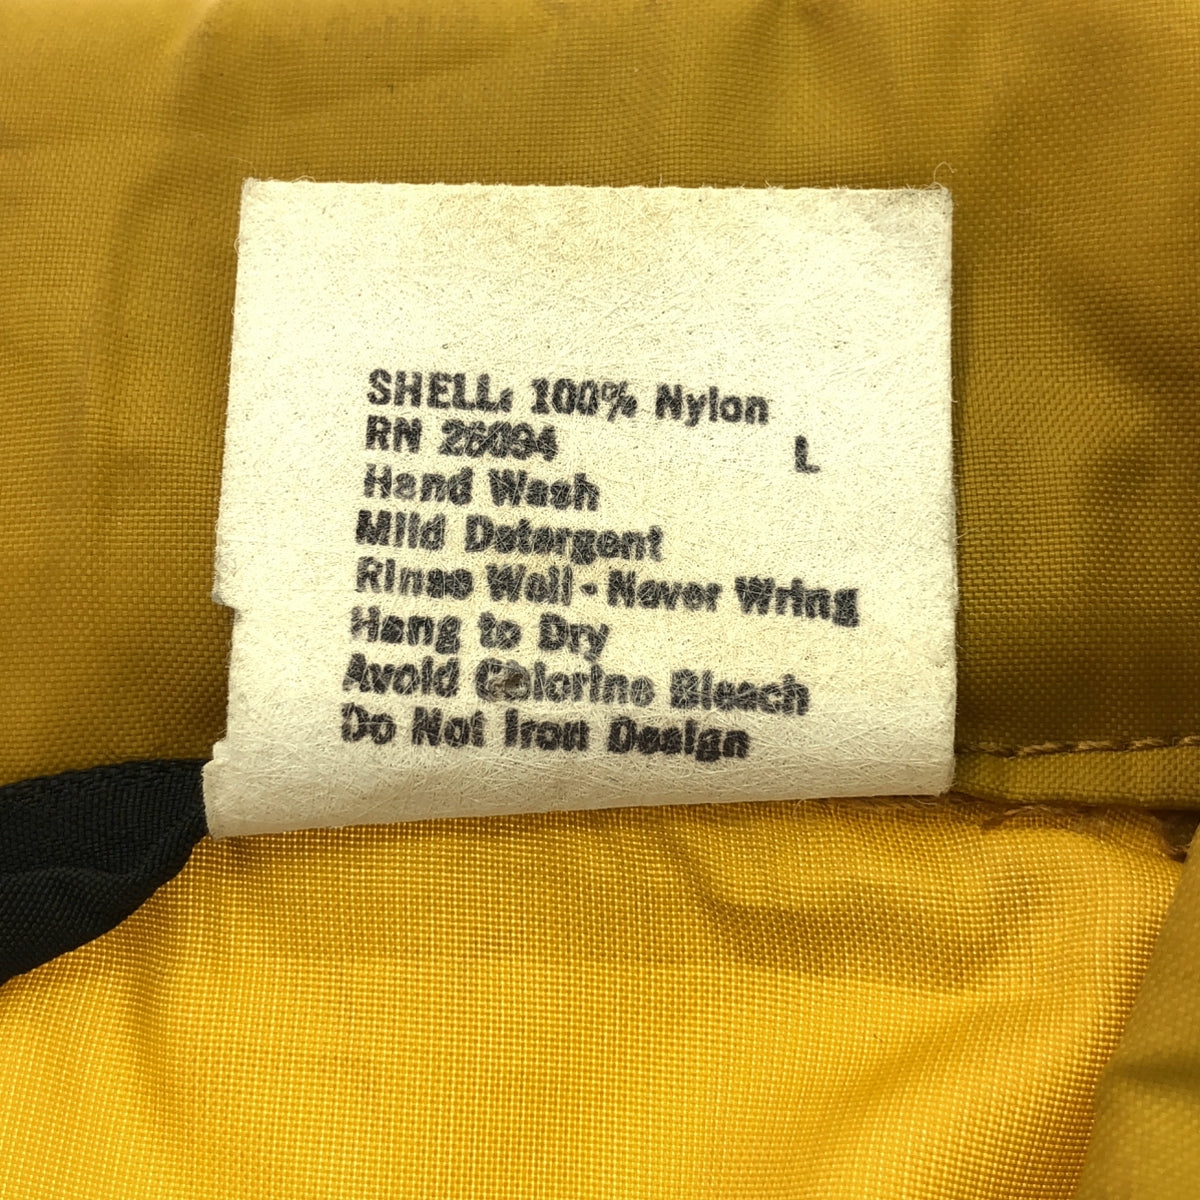 SHELL: 100% Nylon
RN 26094 L
Hand Wash
Mild Detergent
Rinse Well - Never Wring
Hang to Dry
Avoid Chlorine Bleach
Do Not Iron Design